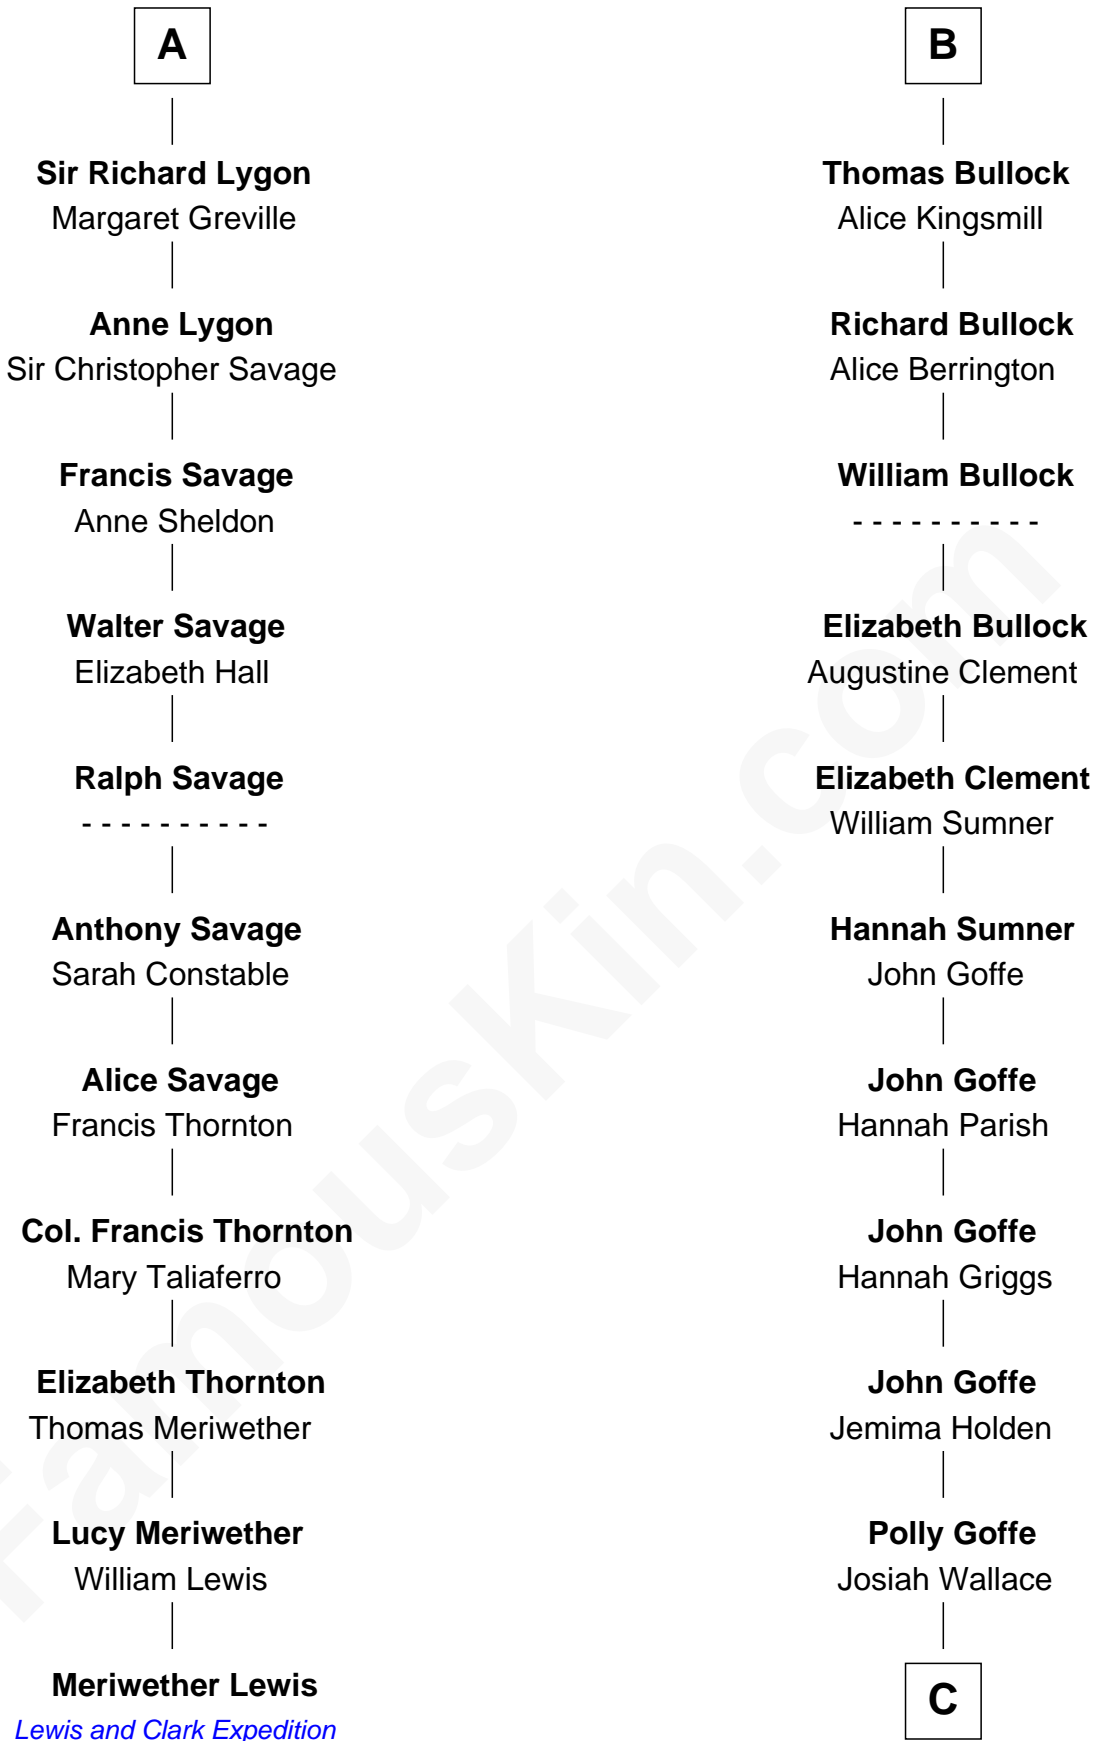 A
Sir Richard Lygon
Margaret Greville
Anne Lygon
Sir Christopher Savage
Francis Savage
Anne Sheldon
Walter Savage
Elizabeth Hall
Ralph Savage
- - - - - - - - - -
Anthony Savage
Sarah Constable
Alice Savage
Francis Thornton
Col. Francis Thornton
Mary Taliaferro
Elizabeth Thornton
Thomas Meriwether
Lucy Meriwether
William Lewis
Meriwether Lewis
Lewis and Clark Expedition
B
Thomas Bullock
Alice Kingsmill
Richard Bullock
Alice Berrington
William Bullock
- - - - - - - - - -
Elizabeth Bullock
Augustine Clement
Elizabeth Clement
William Sumner
Hannah Sumner
John Goffe
John Goffe
Hannah Parish
John Goffe
Hannah Griggs
John Goffe
Jemima Holden
Polly Goffe
Josiah Wallace
C
FamousKin.com